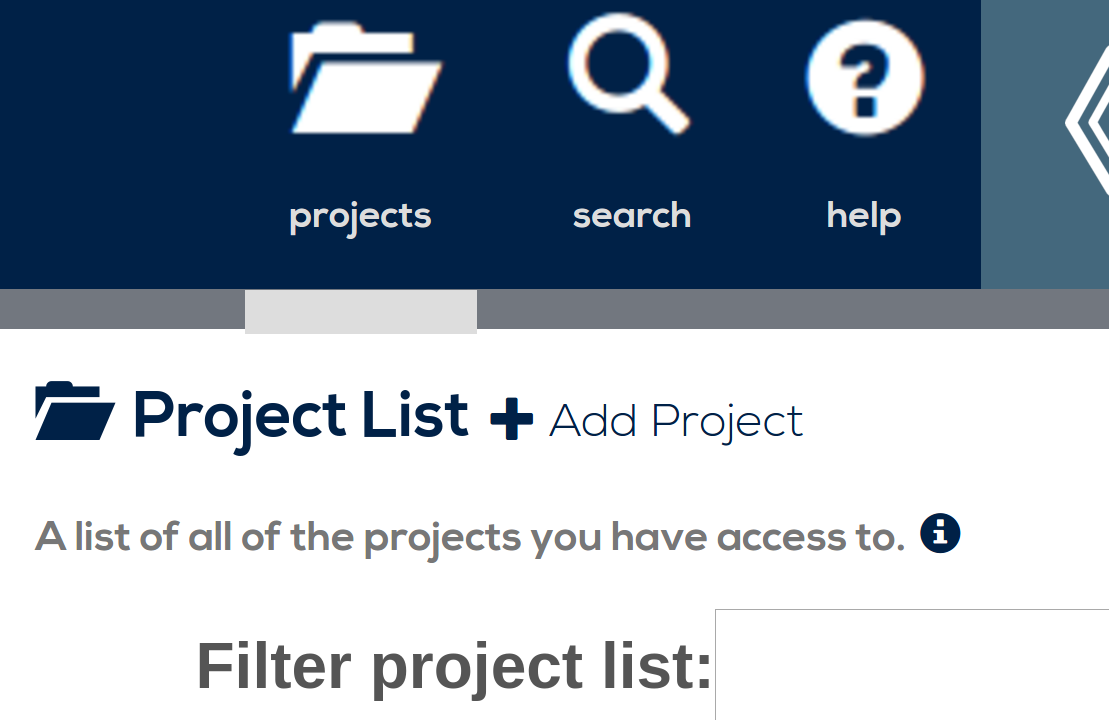 projects search help
Project List Add Project
A list of all of the projects you have access to.
Filter project list: